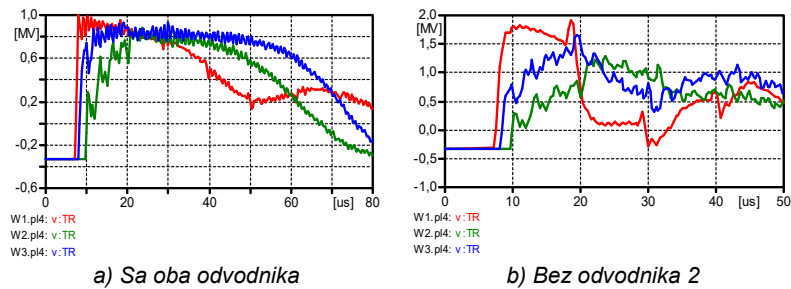 1,0
[MV]
0,6
0,2
-0,2
-0,6
0
20
40
60
[us]
80
W1.pl4: v:TR
W2.pl4: v:TR
W3.pl4: v:TR
a) Sa oba odvodnika
2,0
[MV]
1,5
1,0
0,5
0,0
-0,5
-1,0
0
10
20
30
40
[us]
50
W1.pl4: v:TR
W2.pl4: v:TR
W3.pl4: v:TR
b) Bez odvodnika 2